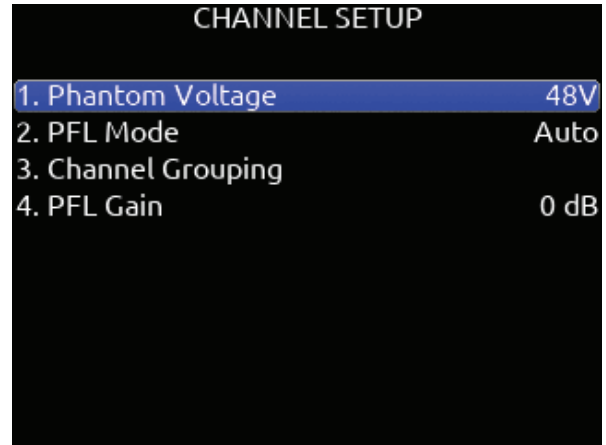 CHANNEL SETUP
1. Phantom Voltage 48V
2. PFL Mode Auto
3. Channel Grouping
4. PFL Gain 0 dB